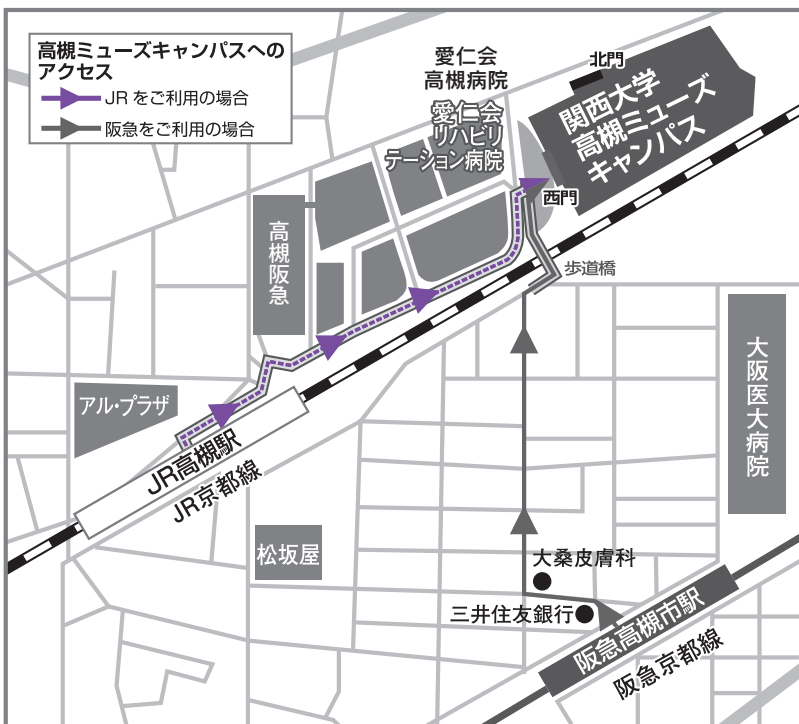 高槻ミューズキャンパスへの
アクセス
JRをご利用の場合
阪急をご利用の場合
愛仁会
高槻病院
愛仁会
リハビリ
テーション病院
北門
関西大学
高槻ミューズ
キャンパス
西門
歩道橋
高槻阪急
アル・プラザ
JR高槻駅
JR京都線
大阪医大病院
松坂屋
大桑皮膚科
三井住友銀行
阪急高槻市駅
阪急京都線